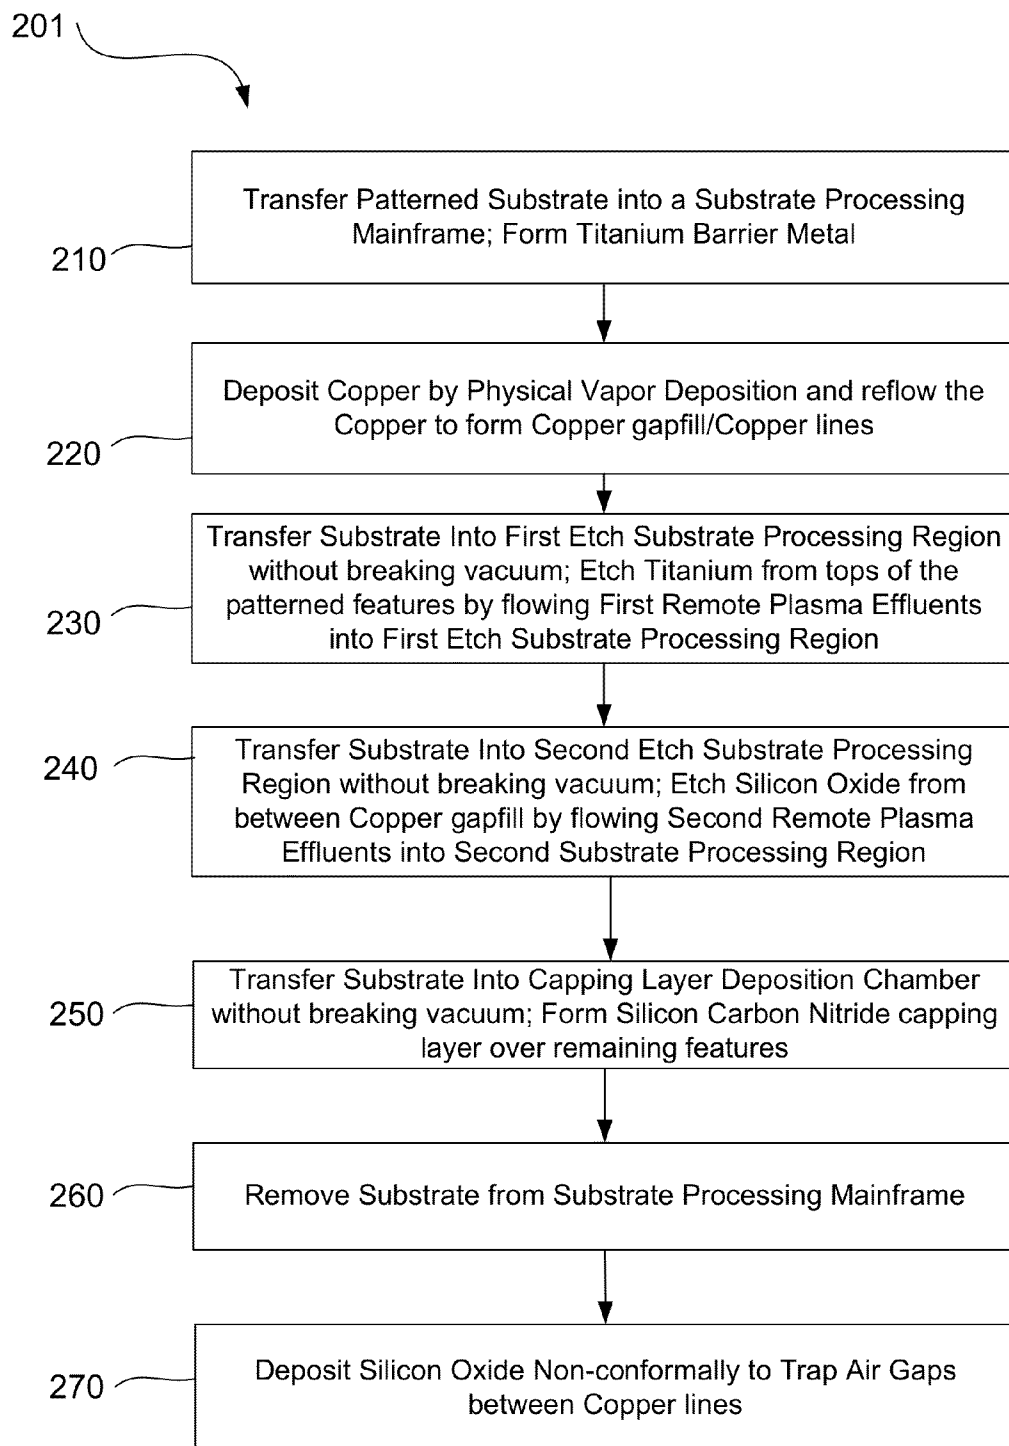 201
Transfer Patterned Substrate into a Substrate Processing
Mainframe; Form Titanium Barrier Metal
210
Deposit Copper by Physical Vapor Deposition and reflow the
Copper to form Copper gapfill/Copper lines
220
Transfer Substrate Into First Etch Substrate Processing Region
without breaking vacuum; Etch Titanium from tops of the
patterned features by flowing First Remote Plasma Effluents
into First Etch Substrate Processing Region
230
Transfer Substrate Into Second Etch Substrate Processing
Region without breaking vacuum; Etch Silicon Oxide from
between Copper gapfill by flowing Second Remote Plasma
Effluents into Second Substrate Processing Region
240
Transfer Substrate Into Capping Layer Deposition Chamber
without breaking vacuum; Form Silicon Carbon Nitride capping
layer over remaining features
250
Remove Substrate from Substrate Processing Mainframe
260
Deposit Silicon Oxide Non-conformally to Trap Air Gaps
between Copper lines
270